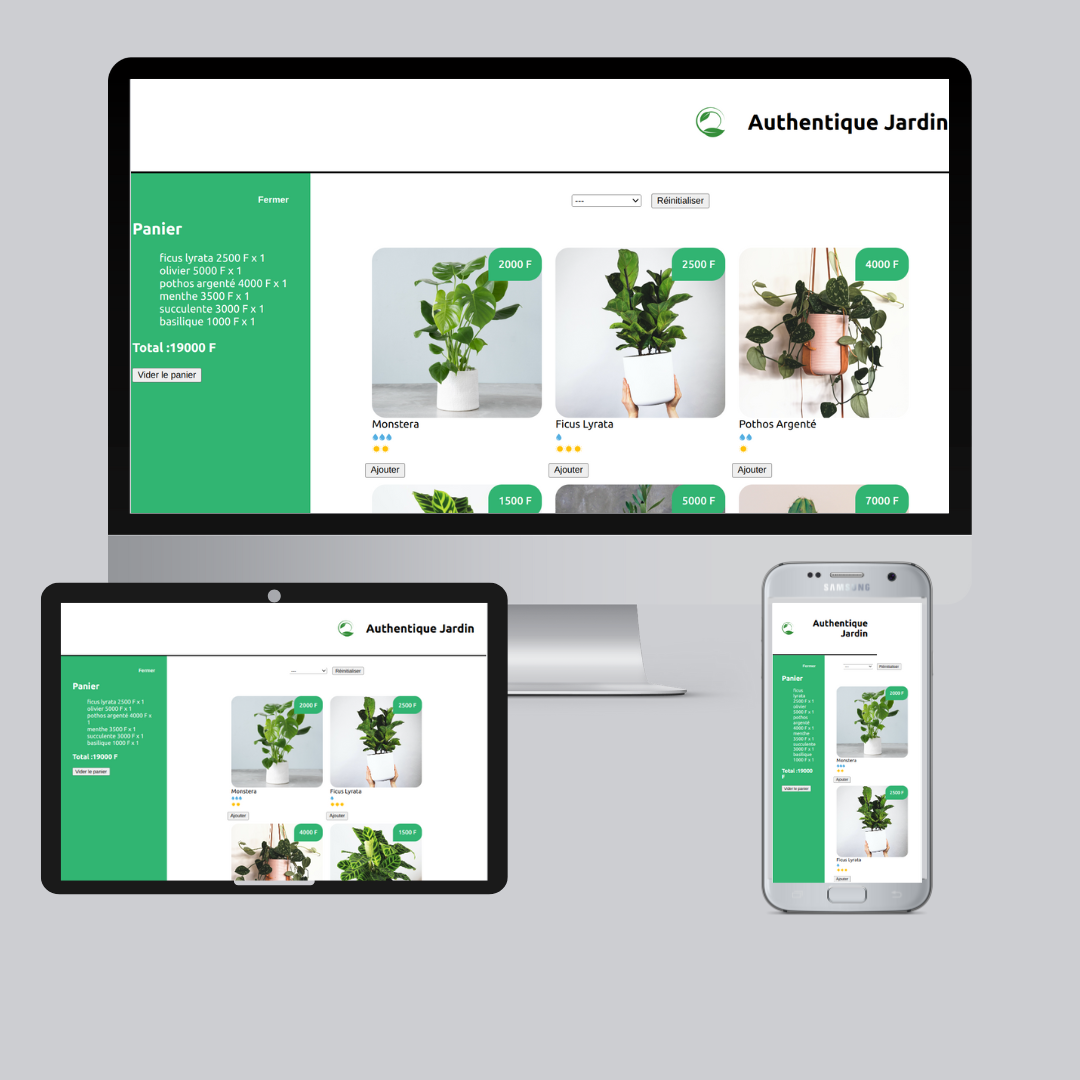 Authentique Jardin
Fermer
Panier
ficus lyrata 2500 F x 1
olivier 5000 F x 1
pothos argenté 4000 F x 1
menthe 3500 F x 1
succulente 3000 F x 1
basilique 1000 F x 1
Total :19000 F
Vider le panier
---
Réinitialiser
2000 F
2500 F
4000 F
Monstera
Ficus Lyrata
Pothos Argenté
Ajouter
Ajouter
Ajouter
1500 F
5000 F
7000 F
Authentique Jardin
Fermer
Panier
ficus lyrata 2500 F x 1
olivier 5000 F x 1
pothos argenté 4000 F x
1
menthe 3500 F x 1
succulente 3000 F x 1
basilique 1000 F x 1
Total :19000 F
Vider le panier
---
Réinitialiser
2000 F
2500 F
Monstera
Ficus Lyrata
Ajouter
Ajouter
4000 F
1500 F
SAMSUNG
Authentique
Jardin
Fermer
Panier
ficus
lyrata
2500 F x 1
olivier
5000 F x 1
pothos
argenté
4000 F x 1
menthe
3500 F x 1
succulente
3000 F x 1
basilique
1000 F x 1
Total :19000
F
Vider le panier
---
Réinitialiser
2000 F
Monstera
Ajouter
2500 F
Ficus Lyrata
Ajouter